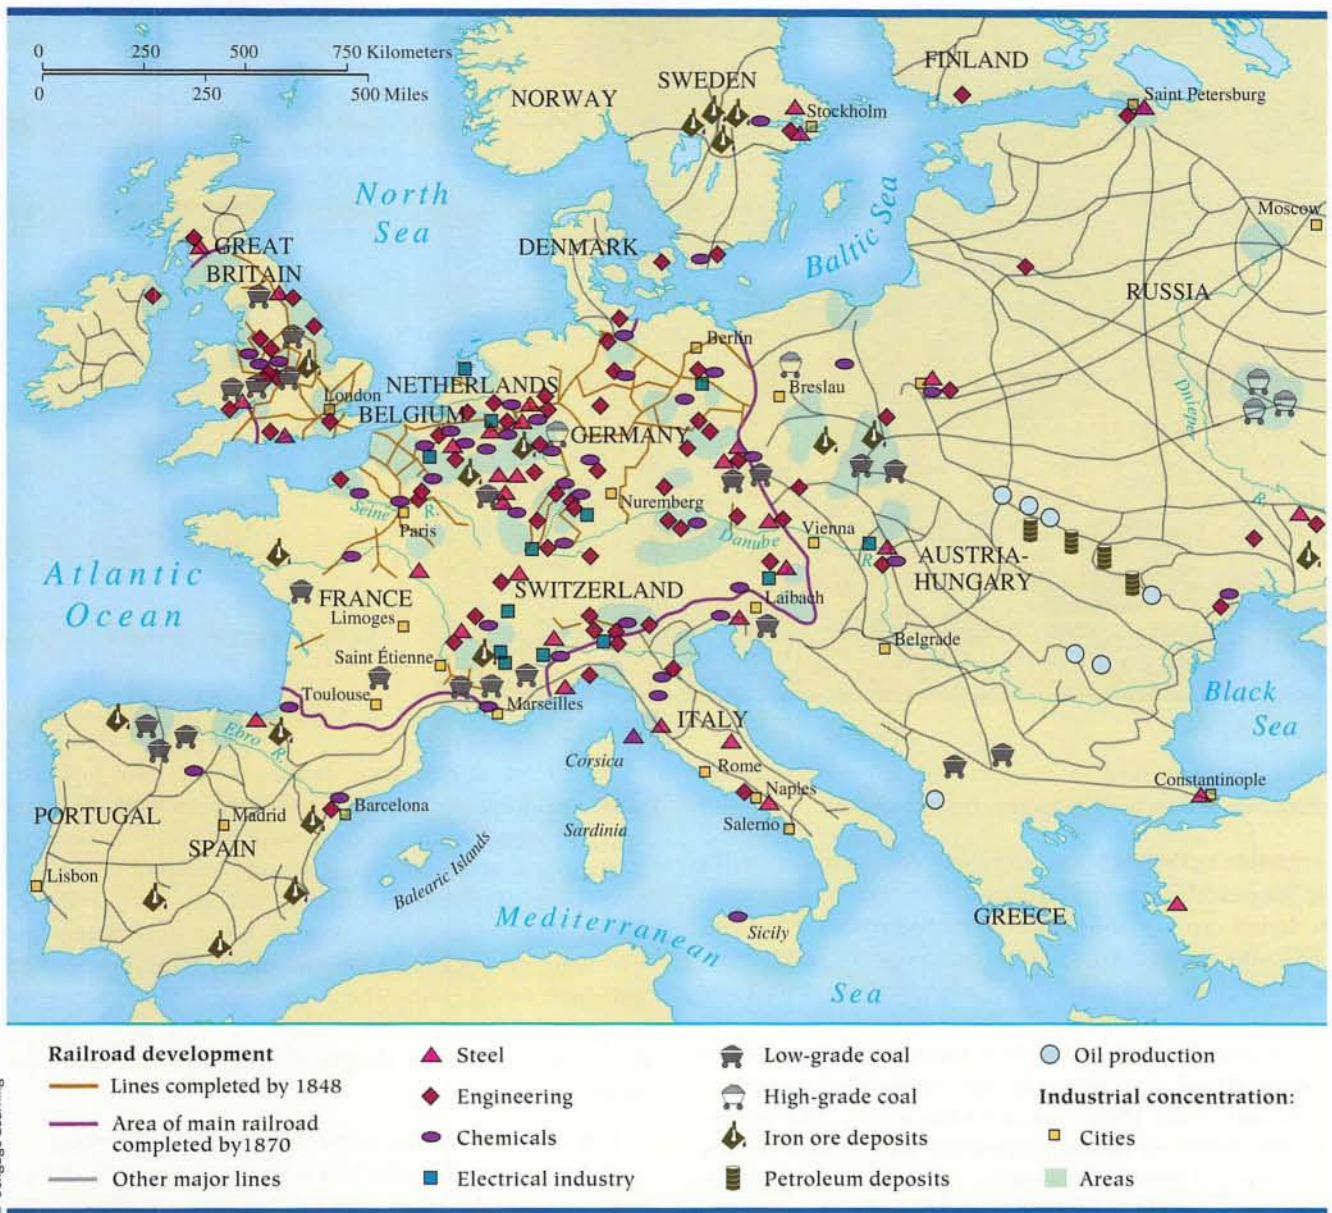 0 250 500 750 Kilometers
0 250 500 Miles
NORWAY
SWEDEN
Stockholm
FINLAND
Saint Petersburg
Moscow
North
Sea
Baltic Sea
DENMARK
GREAT
BRITAIN
RUSSIA
Dnieper
R.
London
NETHERLANDS
BELGIUM
GERMANY
Berlin
Breslau
Nuremberg
Seine R.
Paris
Danube
R.
Vienna
AUSTRIA-
HUNGARY
Atlantic
Ocean
FRANCE
Limoges
SWITZERLAND
Laibach
Belgrade
Saint Étienne
Toulouse
Marseilles
Black
Sea
Ebro R.
Corsica
ITALY
Rome
Naples
Salerno
Constantinople
PORTUGAL
Madrid
SPAIN
Barcelona
Lisbon
Balearic Islands
Sardinia
Sicily
GREECE
Mediterranean
Sea
Railroad development
Lines completed by 1848
Area of main railroad
completed by1870
Other major lines
Steel
Engineering
Chemicals
Electrical industry
Low-grade coal
High-grade coal
Iron ore deposits
Petroleum deposits
Oil production
Industrial concentration:
Cities
Areas
Learning